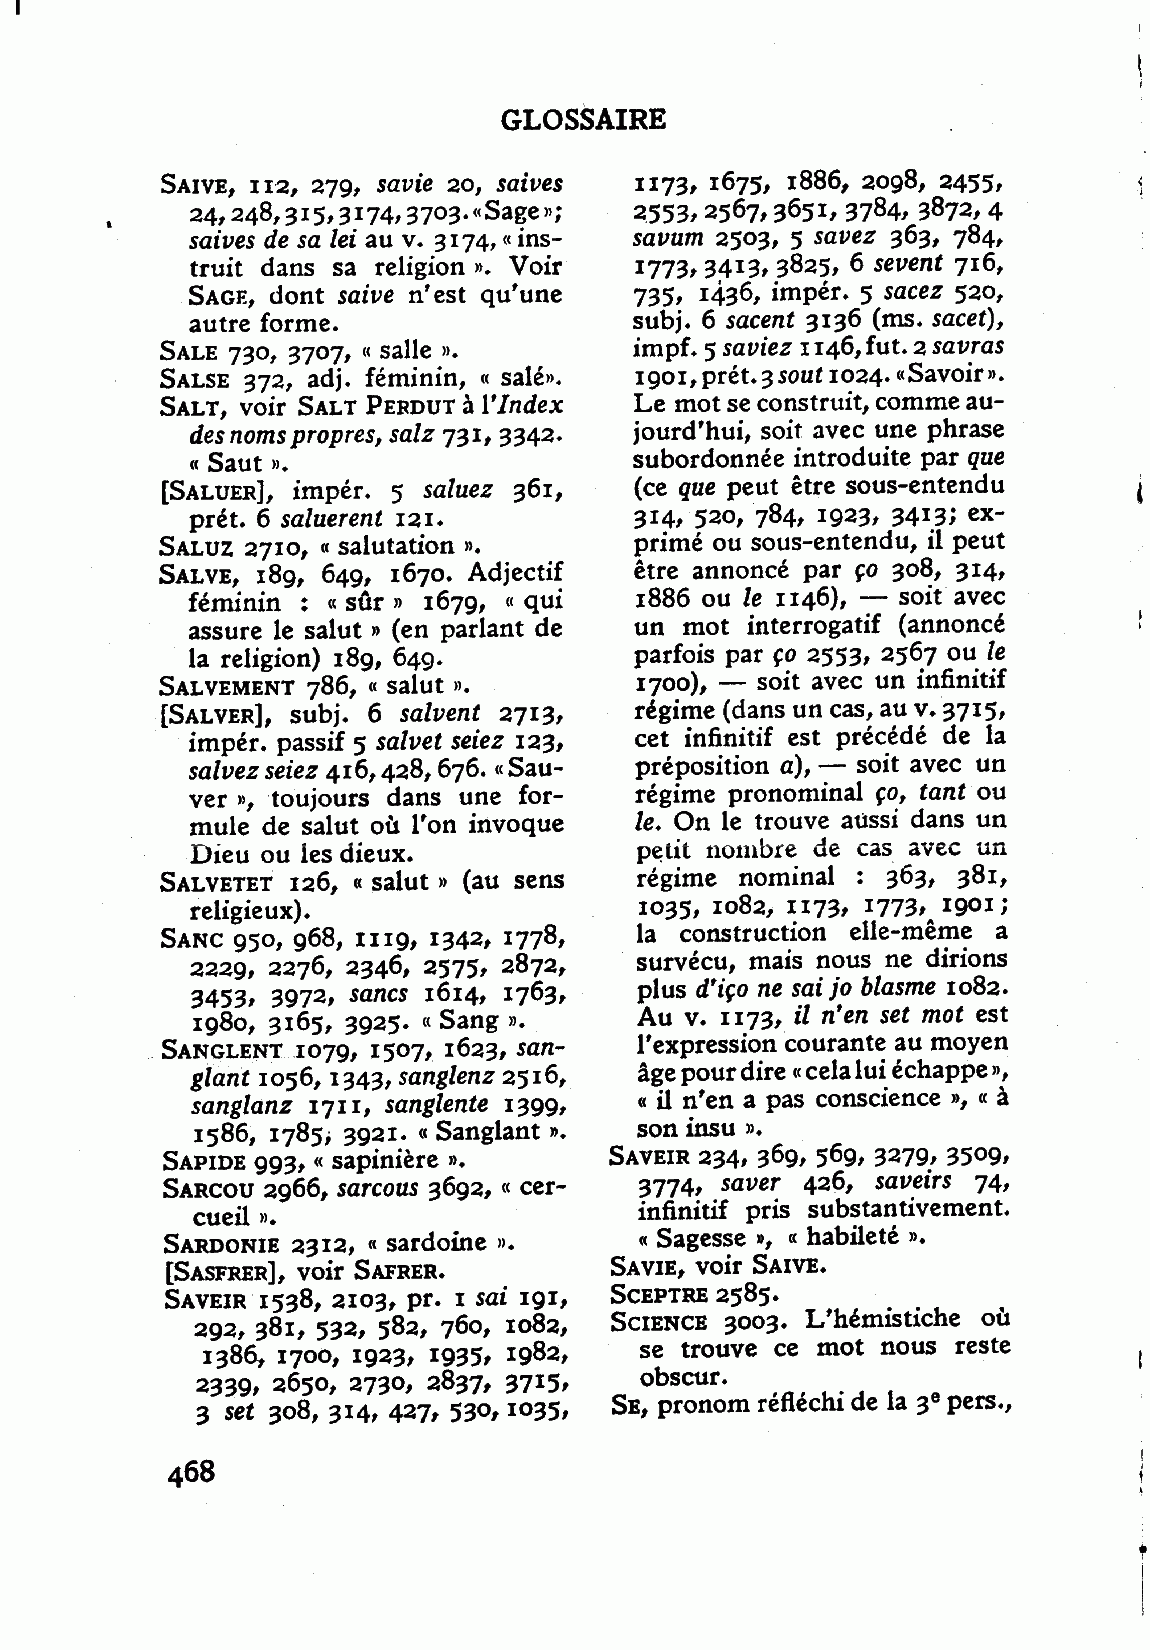 GLOSSAIRE
SAIVE, 112, 279, savie 20, saives
24, 248, 315, 3174, 3703. «Sage»;
saives de sa lei au v. 3174, « ins-
truit dans sa religion ». Voir
SAGE, dont saive n'est qu'une
autre forme.
SALE 730, 3707, « salle ».
SALSE 372, adj. féminin, « salé».
SALT, voir SALT PERDUT à l'Index
des noms propres, salz 731, 3342.
« Saut ».
[SALUER], impér. 5 saluez 361,
prét. 6 saluerent 121.
SALUZ 2710, « salutation ».
SALVE, 189, 649, 1670. Adjectif
féminin : « sûr » 1679, « qui
assure le salut » (en parlant de
la religion) 189, 649.
SALVEMENT 786, « salut ».
[SALVER], subj. 6 salvent 2713,
impér. passif 5 salvet seiez 123,
salvez seiez 416, 428, 676. « Sau-
ver », toujours dans une for-
mule de salut où l'on invoque
Dieu ou les dieux.
SALVETET 126, « salut » (au sens
religieux).
SANC 950, 968, 1119, 1342, 1778,
2229, 2276, 2346, 2575, 2872,
3453, 3972, sancs 1614, 1763,
1980, 3165, 3925. « Sang ».
SANGLENT 1079, 1507, 1623, san-
glant 1056, 1343, sanglenz 2516,
sanglanz 1711, sanglente 1399,
1586, 1785, 3921. « Sanglant ».
SAPIDE 993, « sapinière ».
SARCOU 2966, sarcous 3692, « cer-
cueil ».
SARDONIE 2312, « sardoine ».
[SASFRER], voir SAFRER.
SAVEIR 1538, 2103, pr. 1 sai 191,
292, 381, 532, 582, 760, 1082,
1386, 1700, 1923, 1935, 1982,
2339, 2650, 2730, 2837, 3715,
3 set 308, 314, 427, 530, 1035,
1173, 1675, 1886, 2098, 2455,
2553, 2567, 3651, 3784, 3872, 4
savum 2503, 5 savez 363, 784,
1773, 3413, 3825, 6 sevent 716,
735, 1436, impér. 5 sacez 520,
subj. 6 sacent 3136 (ms. sacet),
impf. 5 saviez 1146, fut. 2 savras
1901, prét. 3 sout 1024. « Savoir ».
Le mot se construit, comme au-
jourd'hui, soit avec une phrase
subordonnée introduite par que
(ce que peut être sous-entendu
314, 520, 784, 1923, 3413; ex-
primé ou sous-entendu, il peut
être annoncé par ço 308, 314,
1886 ou le 1146), — soit avec
un mot interrogatif (annoncé
parfois par ço 2553, 2567 ou le
1700), — soit avec un infinitif
régime (dans un cas, au v. 3715,
cet infinitif est précédé de la
préposition a), — soit avec un
régime pronominal ço, tant ou
le. On le trouve aussi dans un
petit nombre de cas avec un
régime nominal : 363, 381,
1035, 1082, 1173, 1773, 1901;
la construction elle-même a
survécu, mais nous ne dirions
plus d'iço ne sai jo blasme 1082.
Au v. 1173, il n'en set mot est
l'expression courante au moyen
âge pour dire « cela lui échappe »,
« il n'en a pas conscience », « à
son insu ».
SAVEIR 234, 369, 569, 3279, 3509,
3774, saver 426, saveirs 74,
infinitif pris substantivement.
« Sagesse », « habileté ».
SAVIE, voir SAIVE.
SCEPTRE 2585.
SCIENCE 3003. L'hémistiche où
se trouve ce mot nous reste
obscur.
SE, pronom réfléchi de la 3e pers.,
468